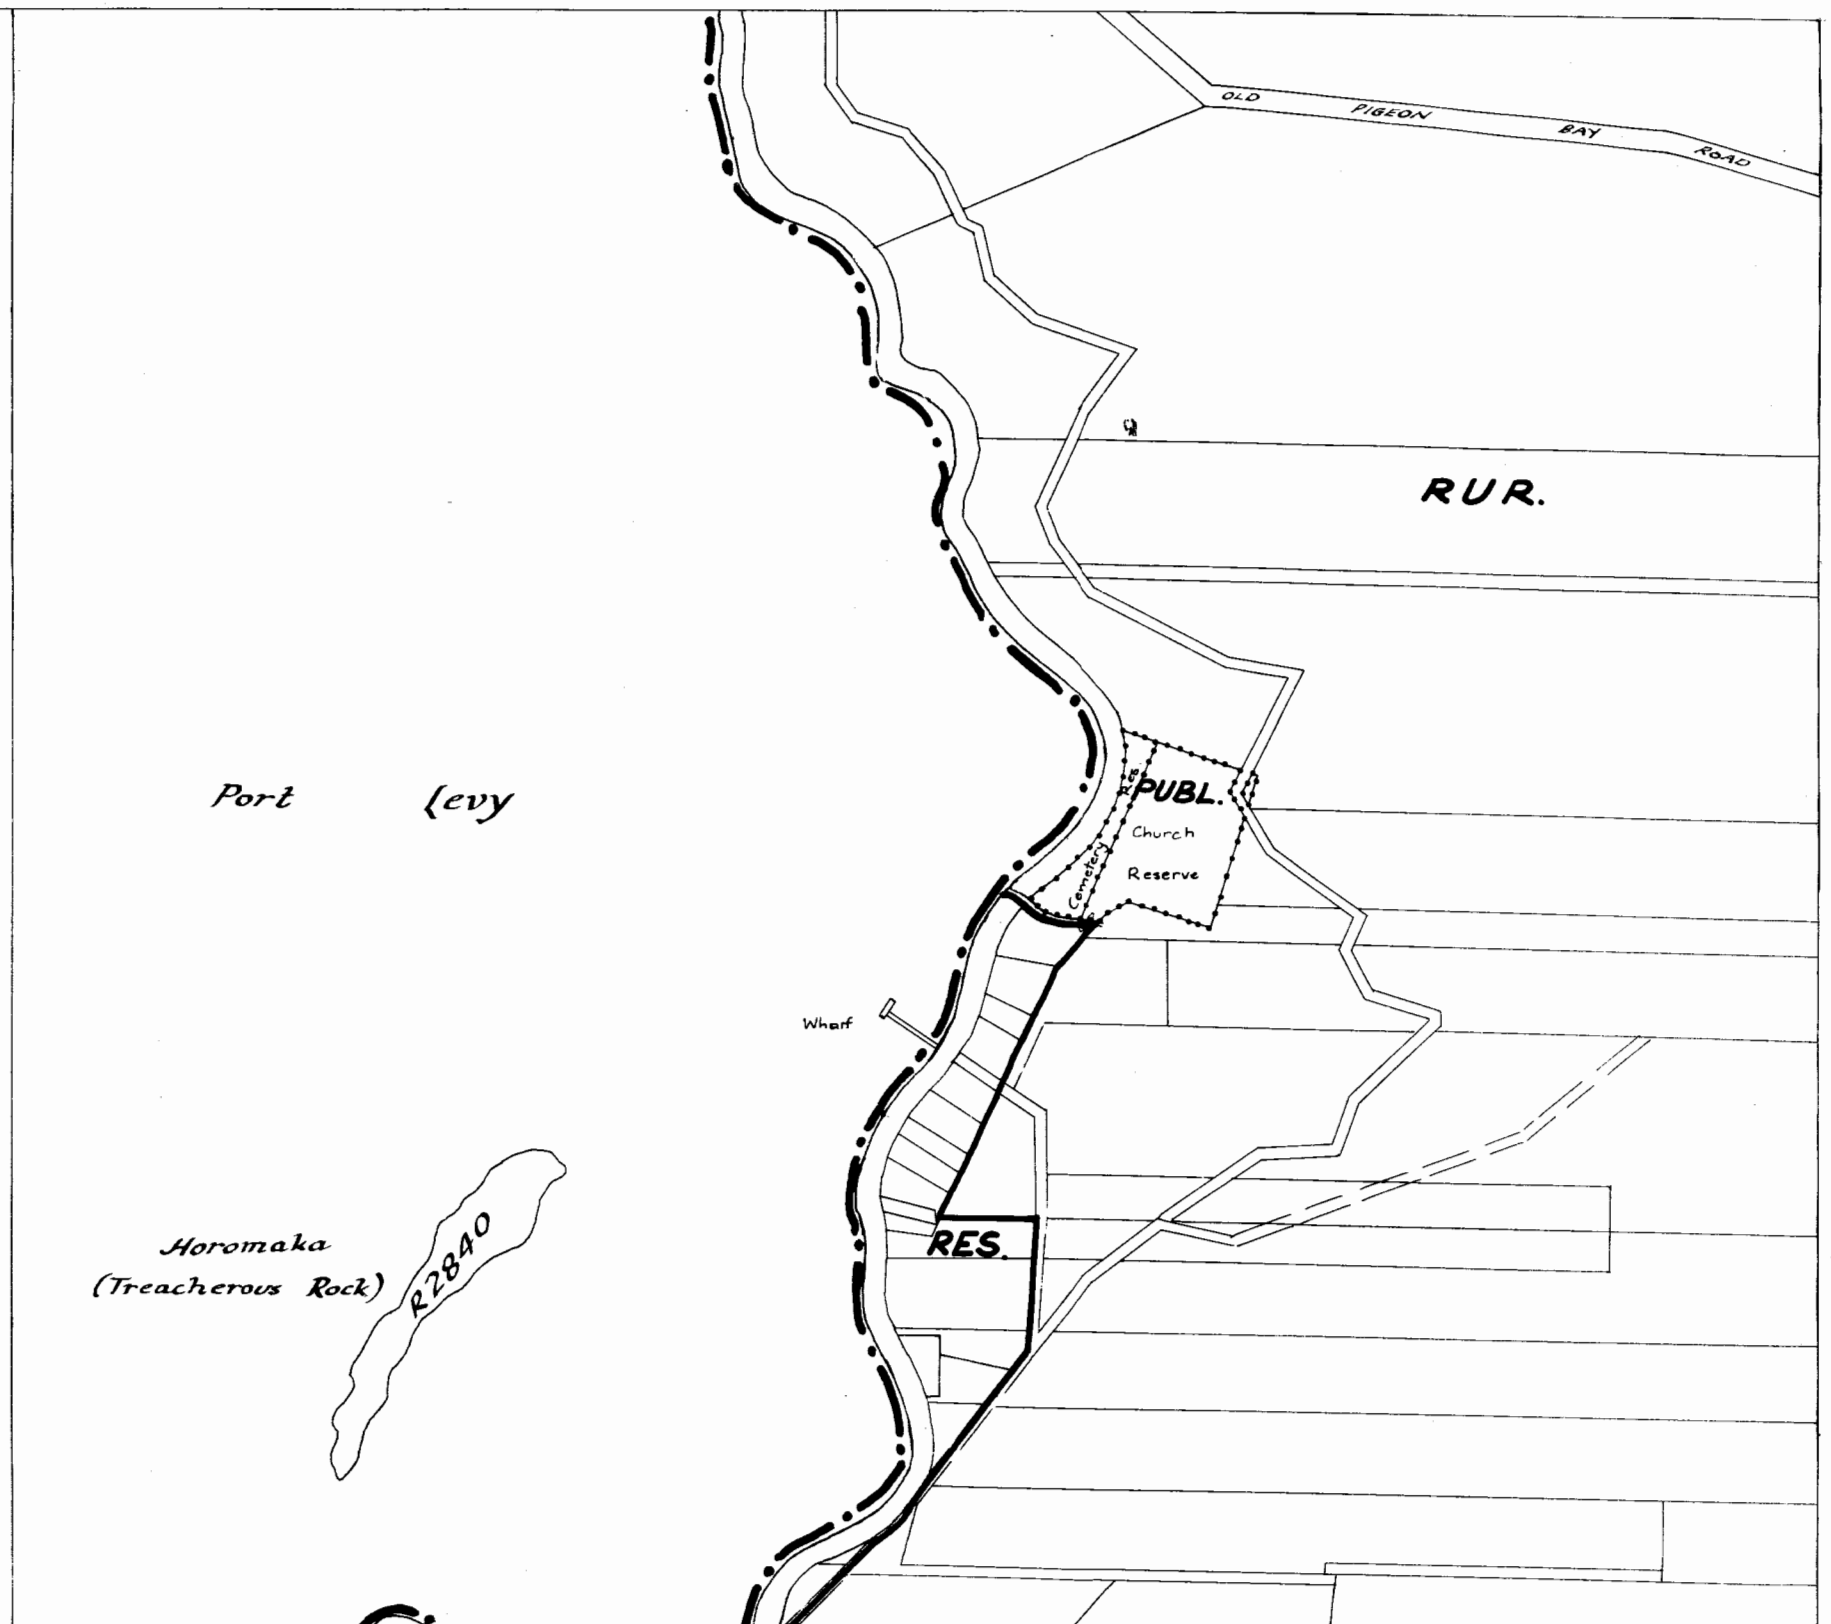 OLD PIGEON BAY ROAD
RUR.
Port Levy
Res.
PUBL.
Church
Reserve
Cemetery
Wharf
RES.
Horomaka
(Treacherous Rock)
R2840